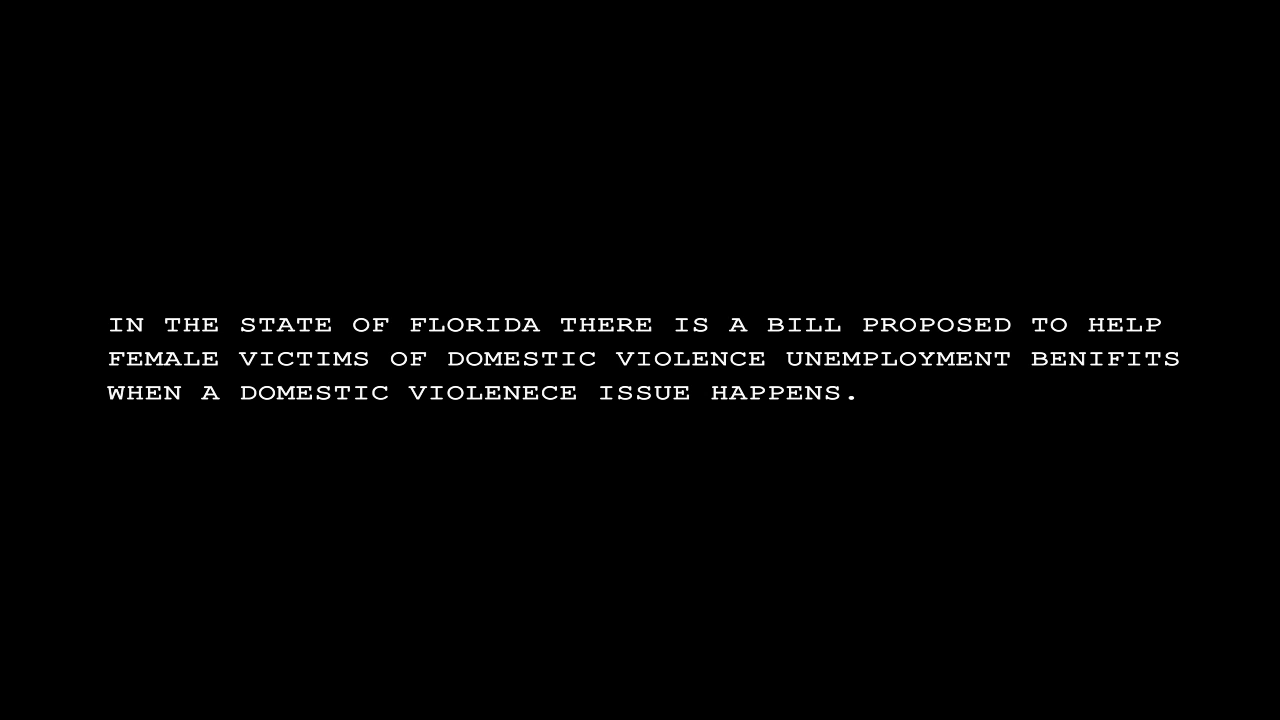 IN THE STATE OF FLORIDA THERE IS A BILL PROPOSED TO HELP
FEMALE VICTIMS OF DOMESTIC VIOLENCE UNEMPLOYMENT BENIFITS
WHEN A DOMESTIC VIOLENECE ISSUE HAPPENS.